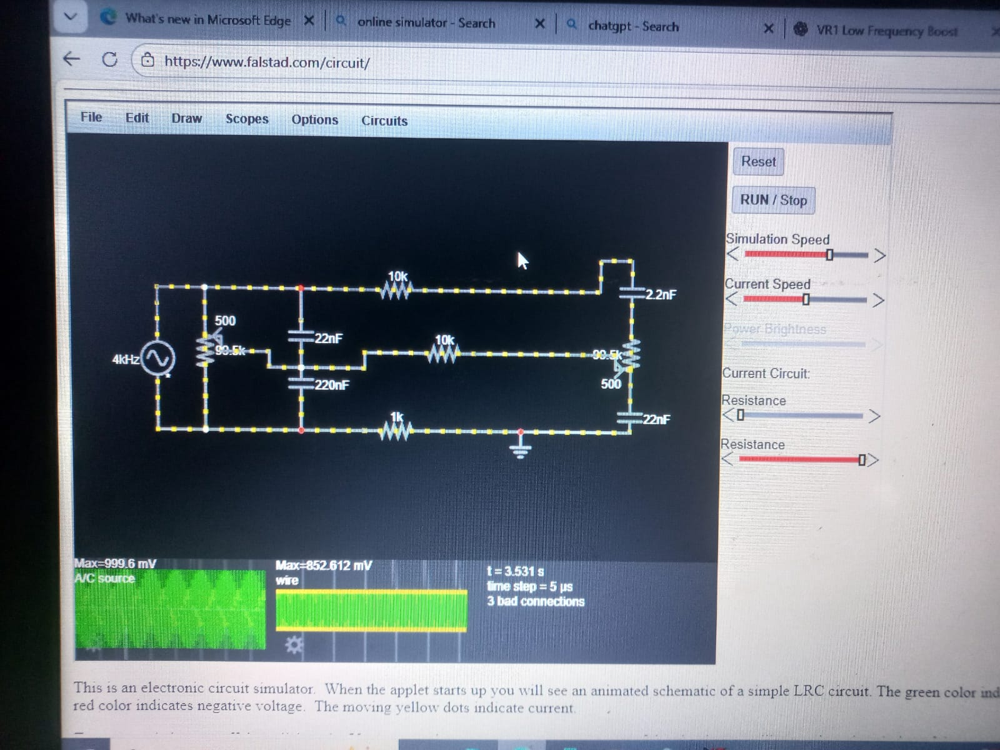 What's new in Microsoft Edge
online simulator - Search
chatgpt - Search
VR1 Low Frequency Boost
https://www.falstad.com/circuit/
File Edit Draw Scopes Options Circuits
Reset
RUN / Stop
Simulation Speed
Current Speed
Power Brightness
Current Circuit:
Resistance
Resistance
10k
2.2nF
500
99.5k
22nF
10k
99.5k
4kHz
220nF
500
1k
22nF
Max=999.6 mV
A/C source
Max=852.612 mV
wire
t = 3.531 s
time step = 5 µs
3 bad connections
This is an electronic circuit simulator. When the applet starts up you will see an animated schematic of a simple LRC circuit. The green color ind
red color indicates negative voltage. The moving yellow dots indicate current.